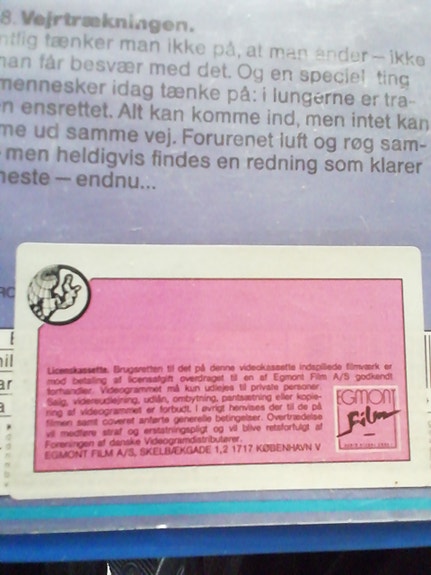 8. Vejrtrækningen.
ntlig tænker man ikke på, at man ånder – ikke
nan får besvær med det. Og en speciel ting
mennesker idag tænke på: i lungerne er tra-
n ensrettet. Alt kan komme ind, men intet kan
me ud samme vej. Forurenet luft og røg sam-
men heldigvis findes en redning som klarer
neste – endnu...
Licenskassette. Brugsretten til det på denne videokassette indspillede filmværk er
mod betaling af licensafgift overdraget til en af Egmont Film A/S godkendt
forhandler. Videogrammet må kun udlejes til private personer.
Salg, videreudlejning, udlån, ombytning, pantsætning eller kopie-
ring af videogrammet er forbudt. I øvrigt henvises der til de på
filmen samt coveret anførte generelle betingelser. Overtrædelse
vil medføre straf og erstatningspligt og vil blive retsforfulgt af
Foreningen af danske Videogramdistributører.
EGMONT FILM A/S, SKELBÆKGADE 1,2 1717 KØBENHAVN V
EGMONT
Film